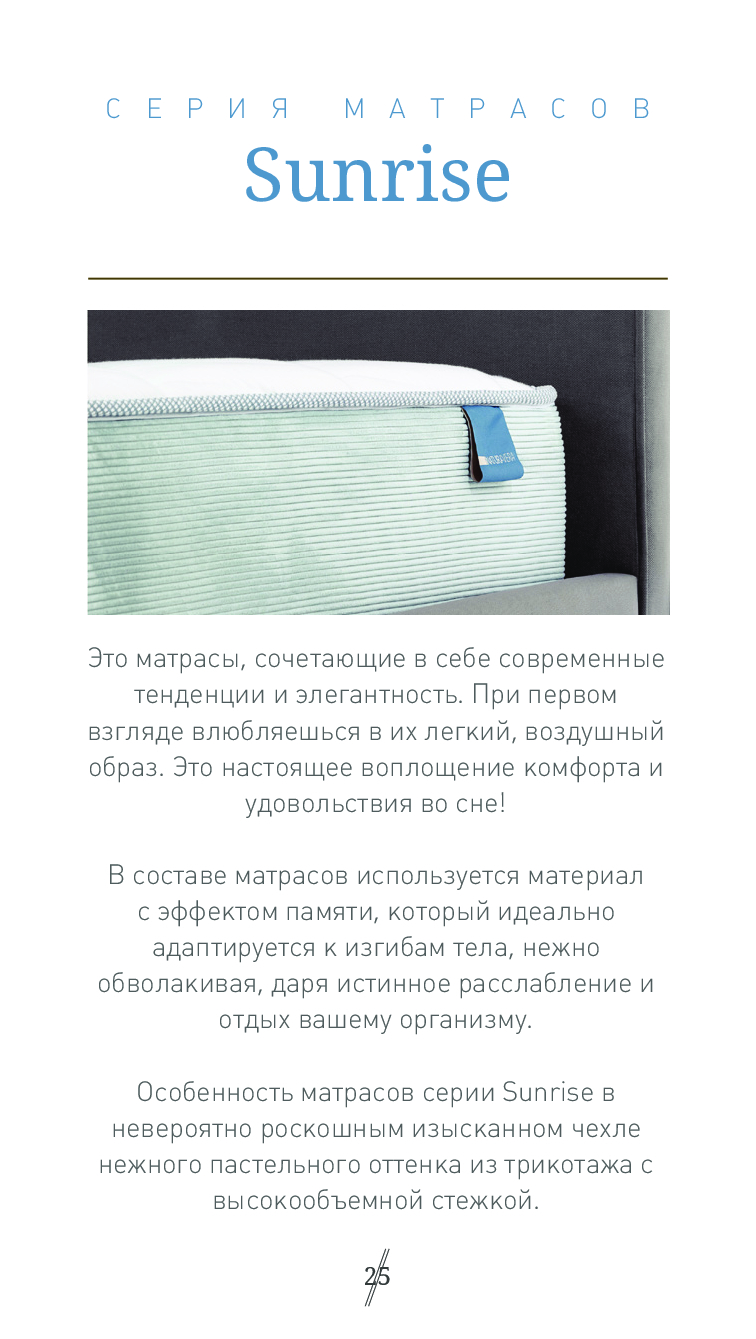 СЕРИЯ МАТРАСОВ
Sunrise
Это матрасы, сочетающие в себе современные
тенденции и элегантность. При первом
взгляде влюбляешься в их легкий, воздушный
образ. Это настоящее воплощение комфорта и
удовольствия во сне!
В составе матрасов используется материал
с эффектом памяти, который идеально
адаптируется к изгибам тела, нежно
обволакивая, даря истинное расслабление и
отдых вашему организму.
Особенность матрасов серии Sunrise в
невероятно роскошным изысканном чехле
нежного пастельного оттенка из трикотажа с
высокообъемной стежкой.
25